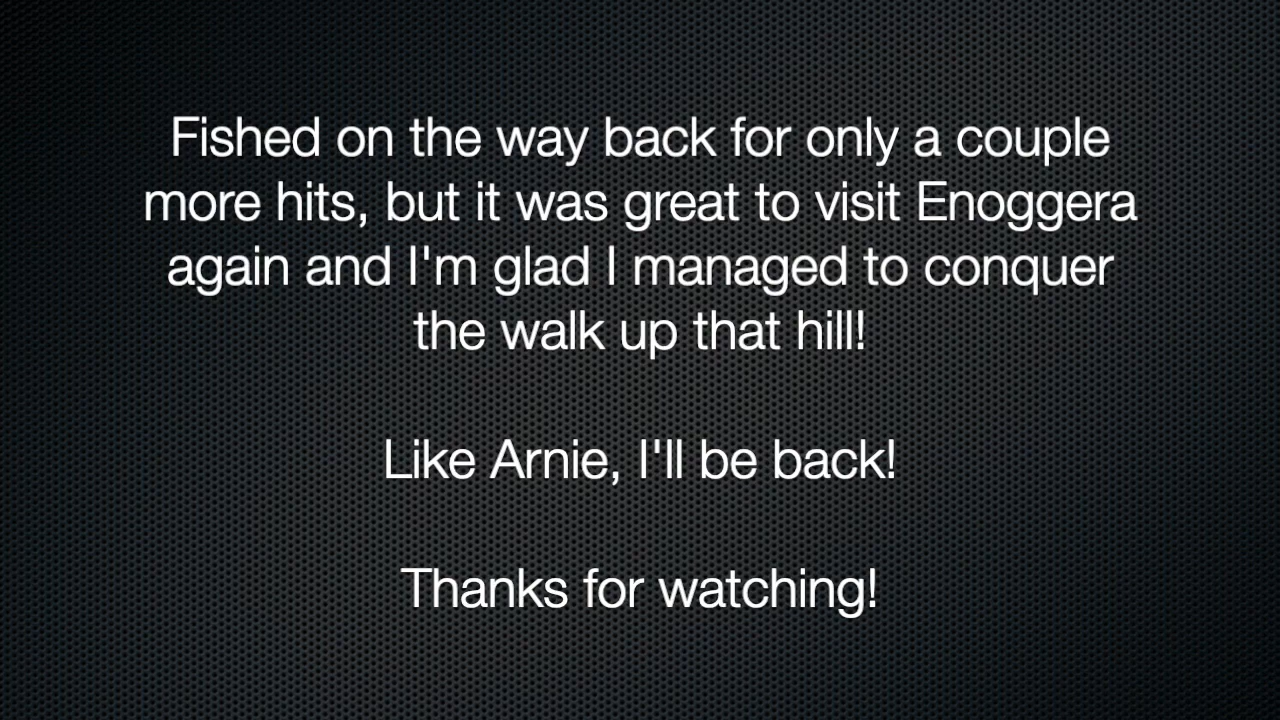 Fished on the way back for only a couple
more hits, but it was great to visit Enoggera
again and I'm glad I managed to conquer
the walk up that hill!
Like Arnie, I'll be back!
Thanks for watching!